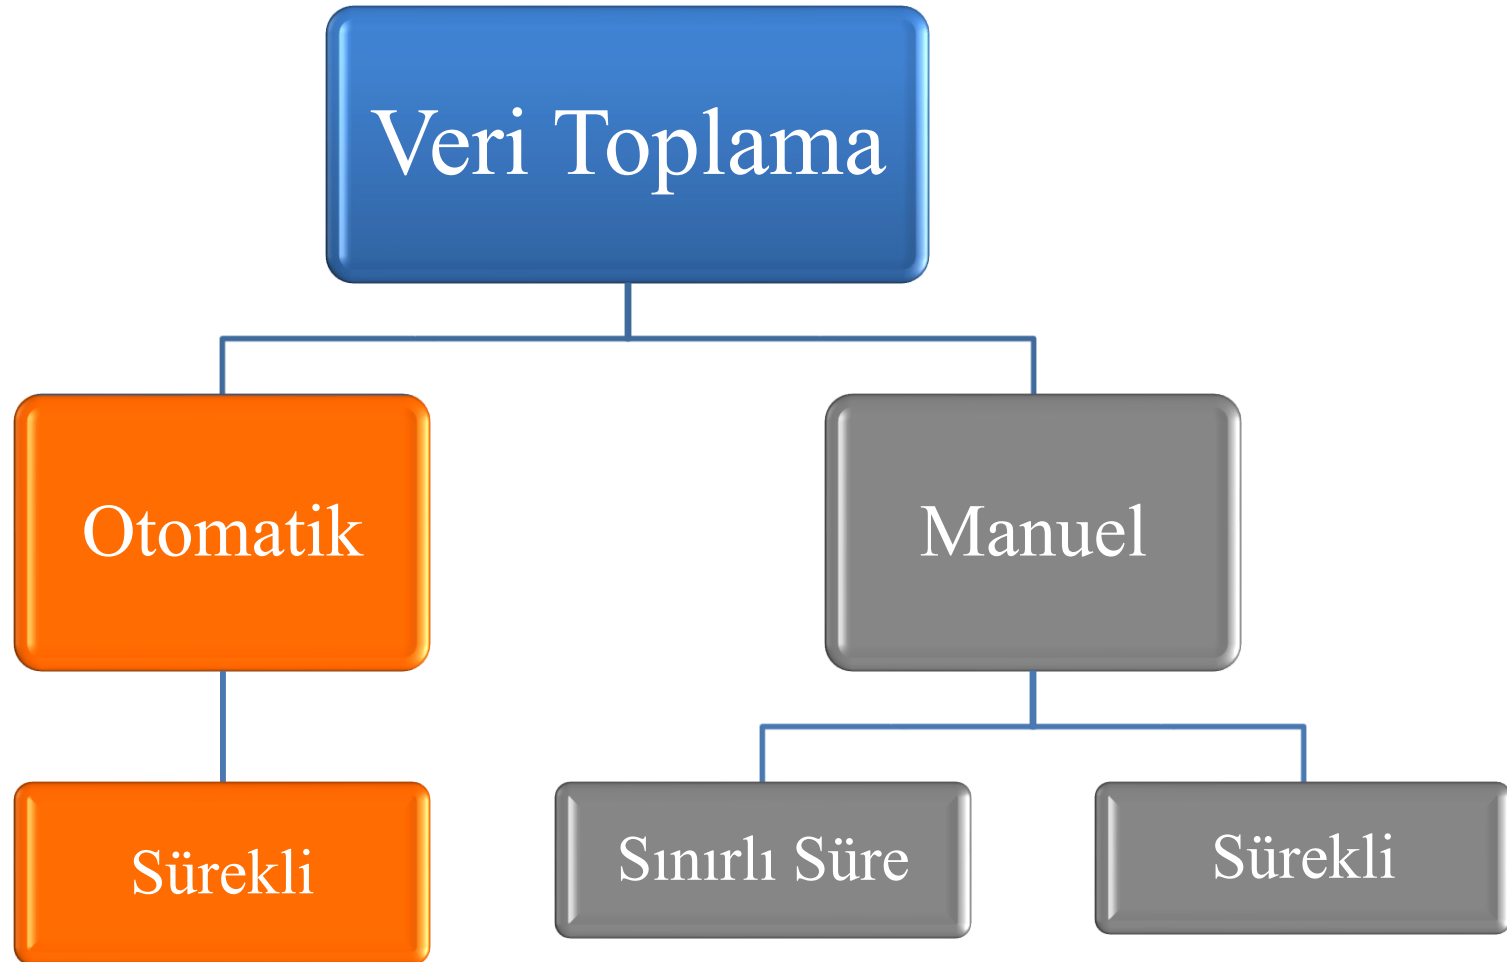 Veri Toplama
Otomatik
Manuel
Sürekli
Sınırlı Süre
Sürekli